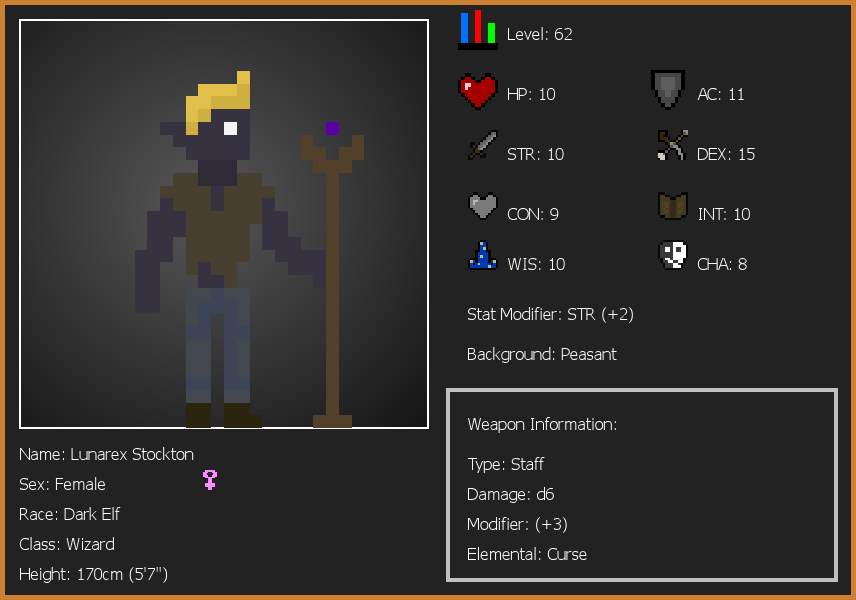 Level: 62
HP: 10
AC: 11
STR: 10
DEX: 15
CON: 9
INT: 10
WIS: 10
CHA: 8
Stat Modifier: STR (+2)
Background: Peasant
Weapon Information:
Type: Staff
Damage: d6
Modifier: (+3)
Elemental: Curse
Name: Lunarex Stockton
Sex: Female
Race: Dark Elf
Class: Wizard
Height: 170cm (5'7")